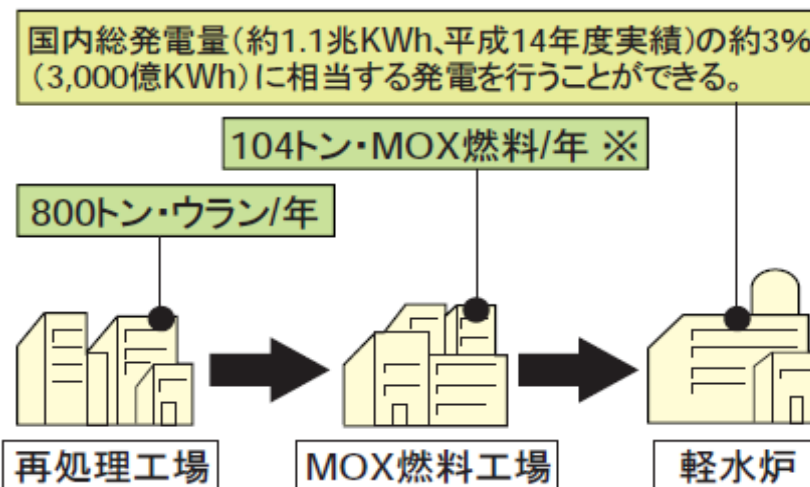 国内総発電量(約1.1兆KWh、平成14年度実績)の約3%
(3,000億KWh)に相当する発電を行うことができる。
104トン・MOX燃料/年 ※
800トン・ウラン/年
再処理工場
MOX燃料工場
軽水炉